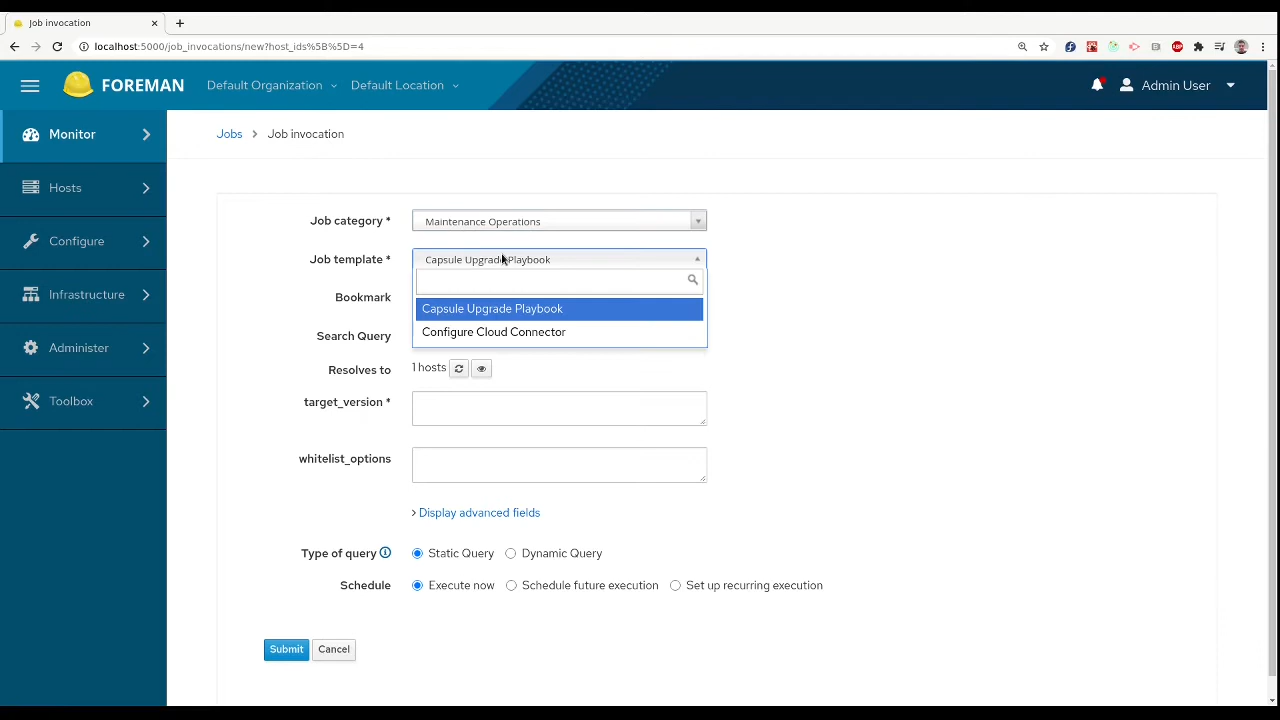 Job invocation
localhost:5000/job_invocations/new?host_ids%5B%5D=4
ABP
FOREMAN
Default Organization
Default Location
Admin User
Monitor
Hosts
Configure
Infrastructure
Administer
Toolbox
Jobs > Job invocation
Job category * Maintenance Operations
Job template * Capsule Upgrade Playbook
Capsule Upgrade Playbook
Bookmark
Configure Cloud Connector
Search Query
Resolves to 1 hosts
target_version *
whitelist_options
Display advanced fields
Type of query Static Query Dynamic Query
Schedule Execute now Schedule future execution Set up recurring execution
Submit Cancel